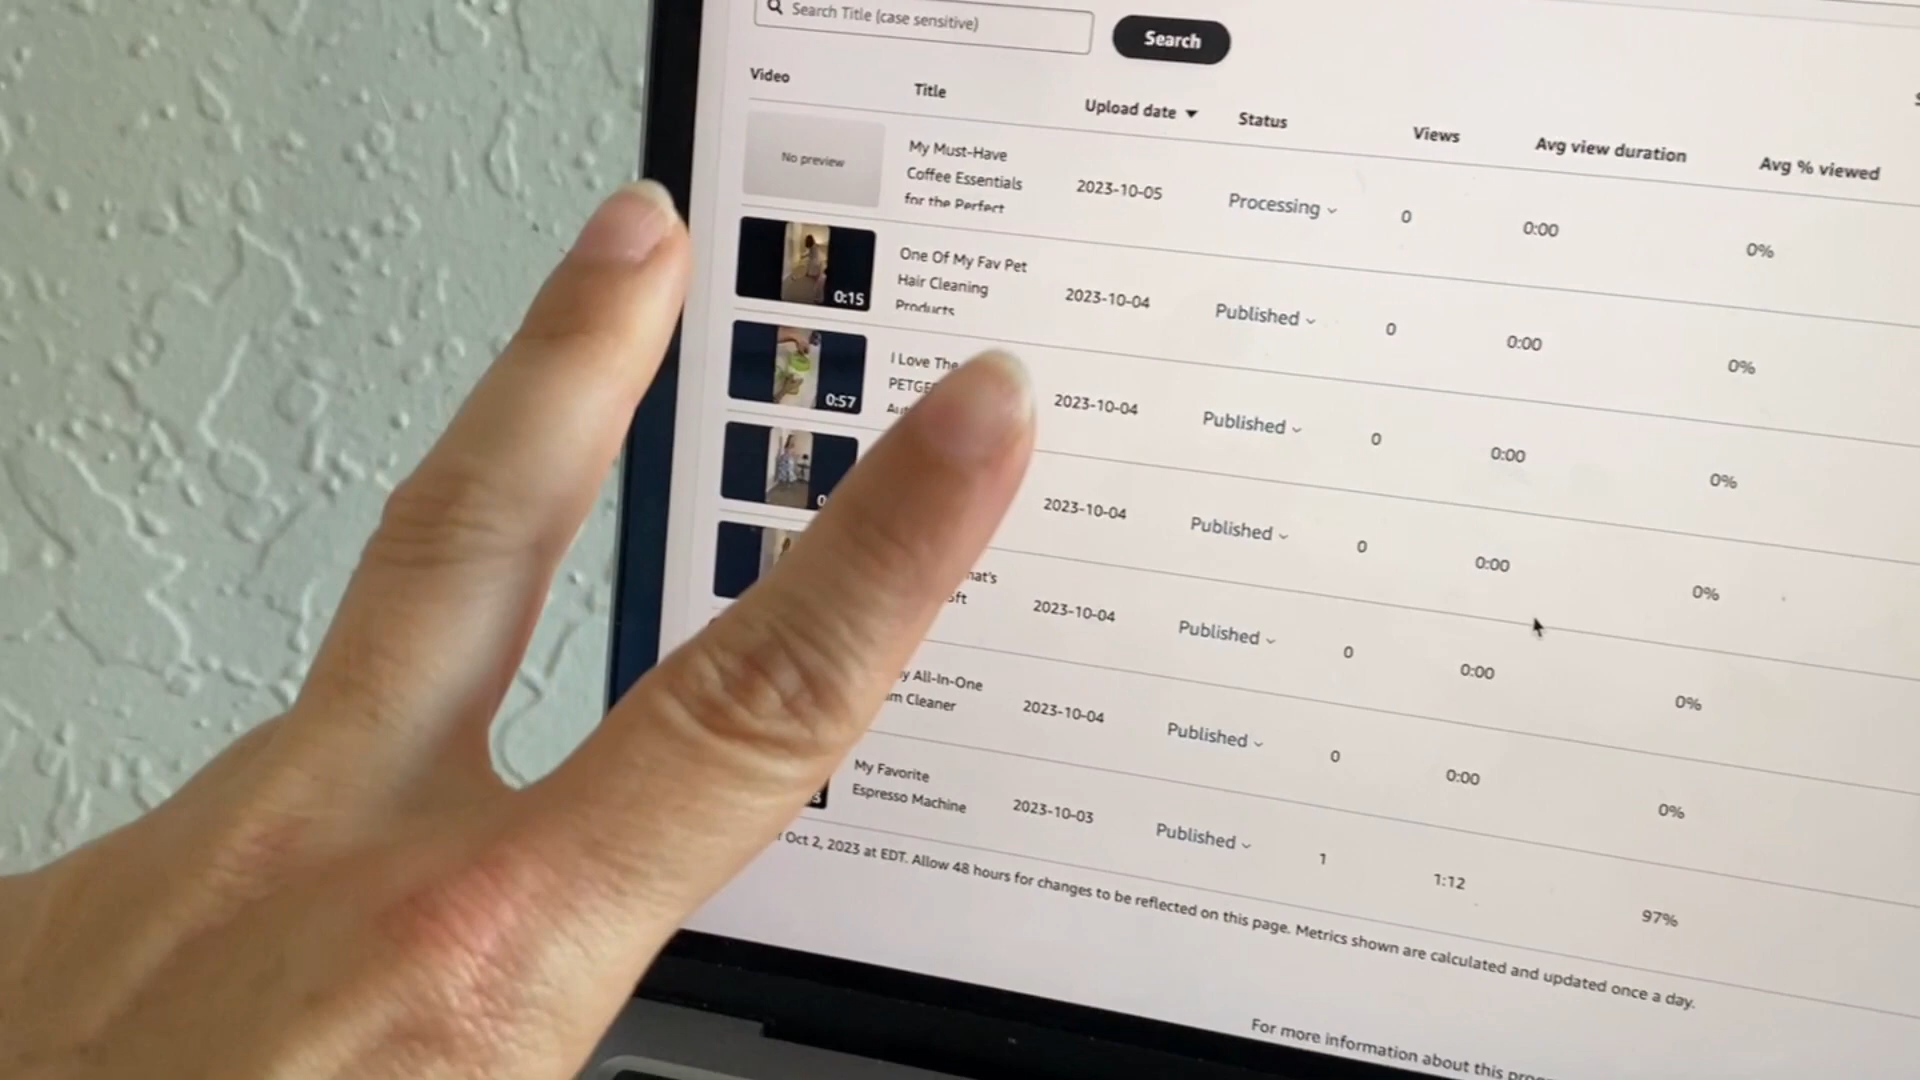 Search Title (case sensitive)
Search
Video
Title
Upload date
Status
Views
Avg view duration
Avg % viewed
No preview
My Must-Have
Coffee Essentials
for the Perfect
2023-10-05
Processing
0
0:00
0%
0:15
One Of My Fav Pet
Hair Cleaning
Products
2023-10-04
Published
0
0:00
0%
0:57
I Love The
2023-10-04
Published
0
0:00
0%
2023-10-04
Published
0
0:00
0%
2023-10-04
Published
0
0:00
0%
All-In-One
Cleaner
2023-10-04
Published
0
0:00
0%
My Favorite
Espresso Machine
2023-10-03
Published
1
1:12
97%
Oct 2, 2023 at EDT. Allow 48 hours for changes to be reflected on this page. Metrics shown are calculated and updated once a day.
For more information about this